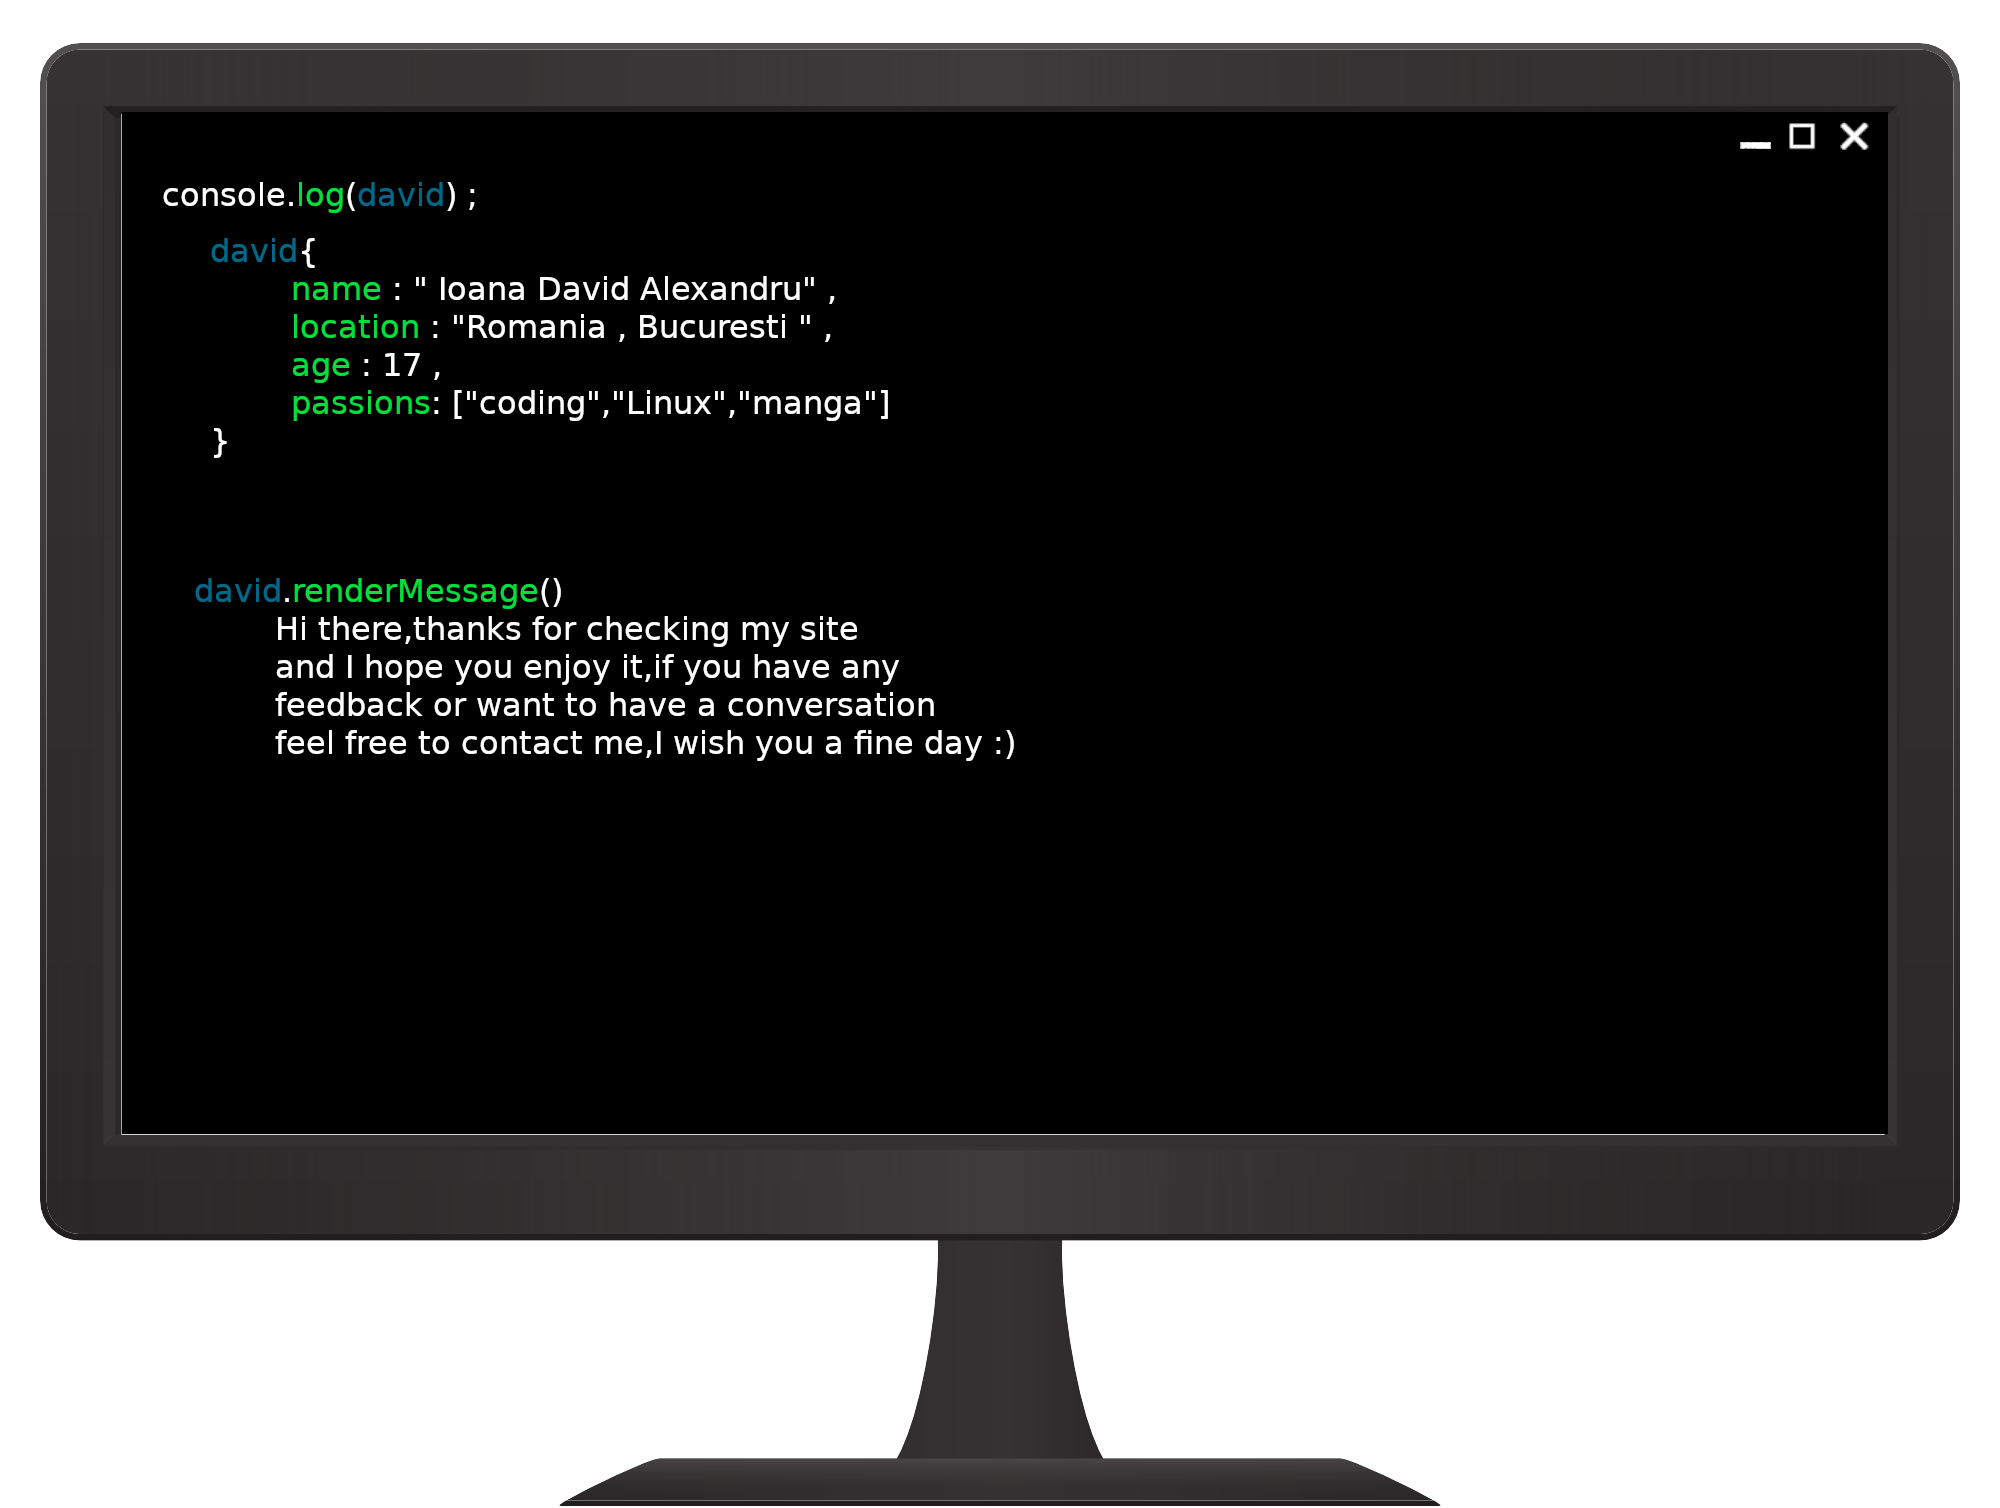 console.log(david) ;
david{
name : " Ioana David Alexandru" ,
location : "Romania , Bucuresti " ,
age : 17 ,
passions: ["coding","Linux","manga"]
}
david.renderMessage()
Hi there,thanks for checking my site
and I hope you enjoy it,if you have any
feedback or want to have a conversation
feel free to contact me,I wish you a fine day :)